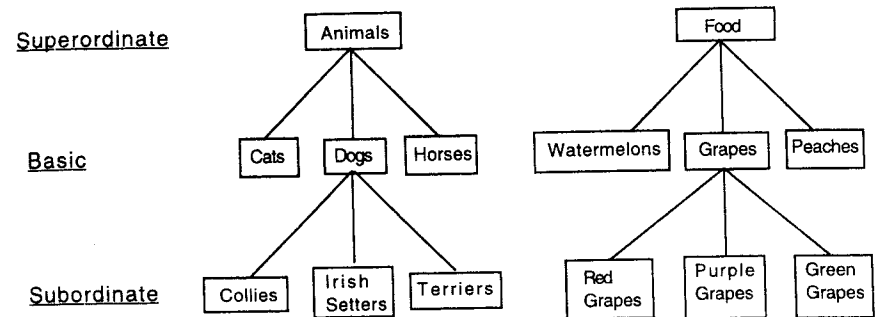 Superordinate
Animals
Food
Basic
Cats
Dogs
Horses
Watermelons
Grapes
Peaches
Subordinate
Collies
Irish
Setters
Terriers
Red
Grapes
Purple
Grapes
Green
Grapes